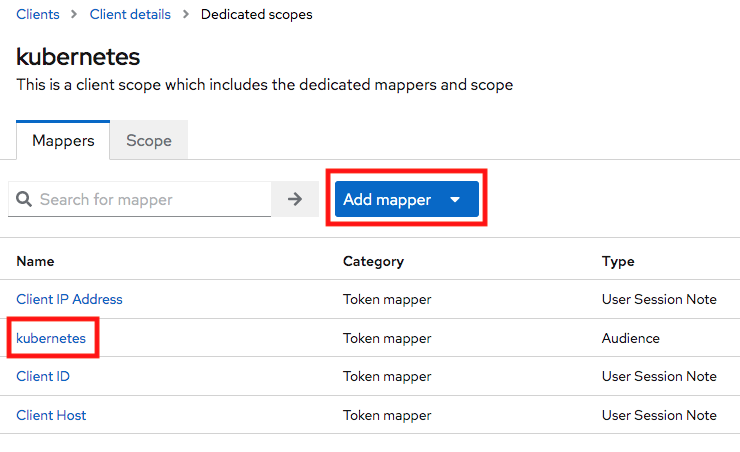 Clients > Client details > Dedicated scopes
kubernetes
This is a client scope which includes the dedicated mappers and scope
Mappers Scope
Search for mapper Add mapper
Name Category Type
Client IP Address Token mapper User Session Note
kubernetes Token mapper Audience
Client ID Token mapper User Session Note
Client Host Token mapper User Session Note